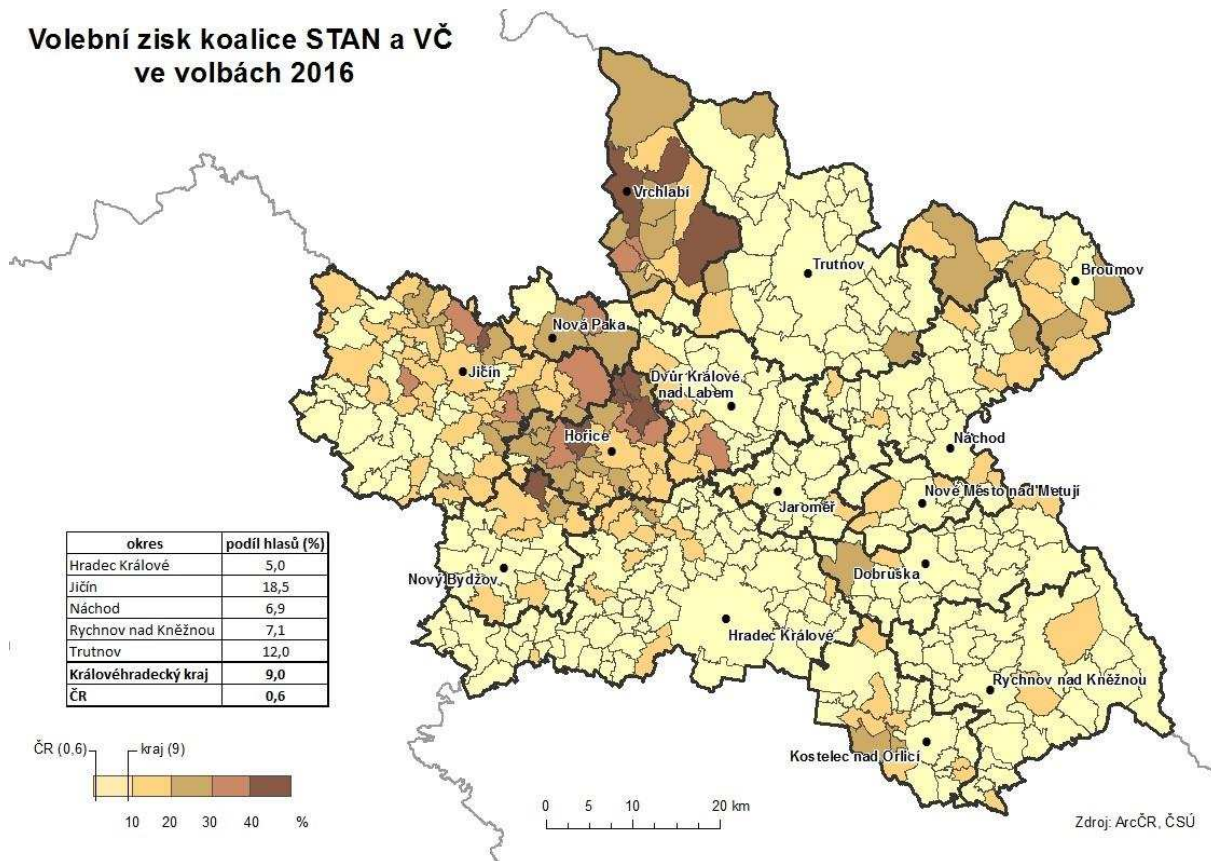 Volební zisk koalice STAN a VČ
ve volbách 2016
Vrchlabí
Trutnov
Broumov
Nová Paka
Jičín
Dvůr Králové
nad Labem
Hořice
Náchod
Jaroměř
Nové Město nad Metují
Nový Bydžov
Dobruška
Hradec Králové
Rychnov nad Kněžnou
Kostelec nad Orlicí
okres podíl hlasů (%)
Hradec Králové 5,0
Jičín 18,5
Náchod 6,9
Rychnov nad Kněžnou 7,1
Trutnov 12,0
Královéhradecký kraj 9,0
ČR 0,6
ČR (0,6) kraj (9)
10 20 30 40 %
0 5 10 20 km
Zdroj: ArcČR, ČSÚ